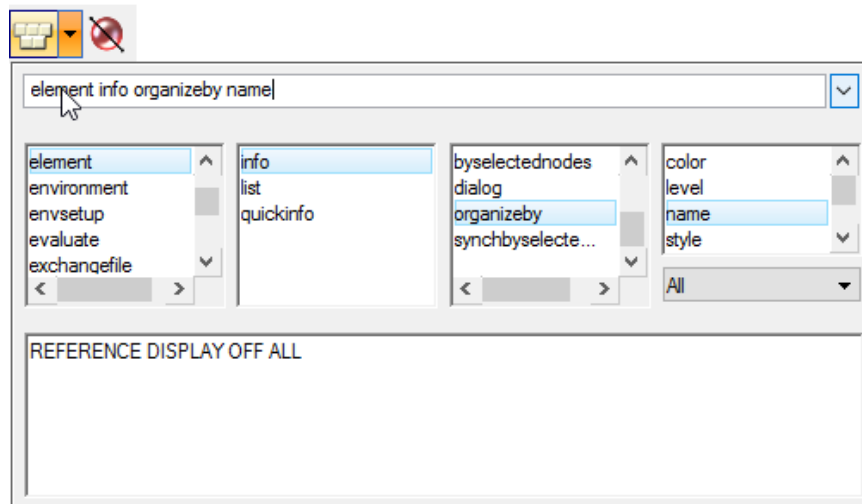 element info organizeby name
element
environment
envsetup
evaluate
exchangefile
info
list
quickinfo
byselectednodes
dialog
organizeby
synchbyselecte...
color
level
name
style
All
REFERENCE DISPLAY OFF ALL